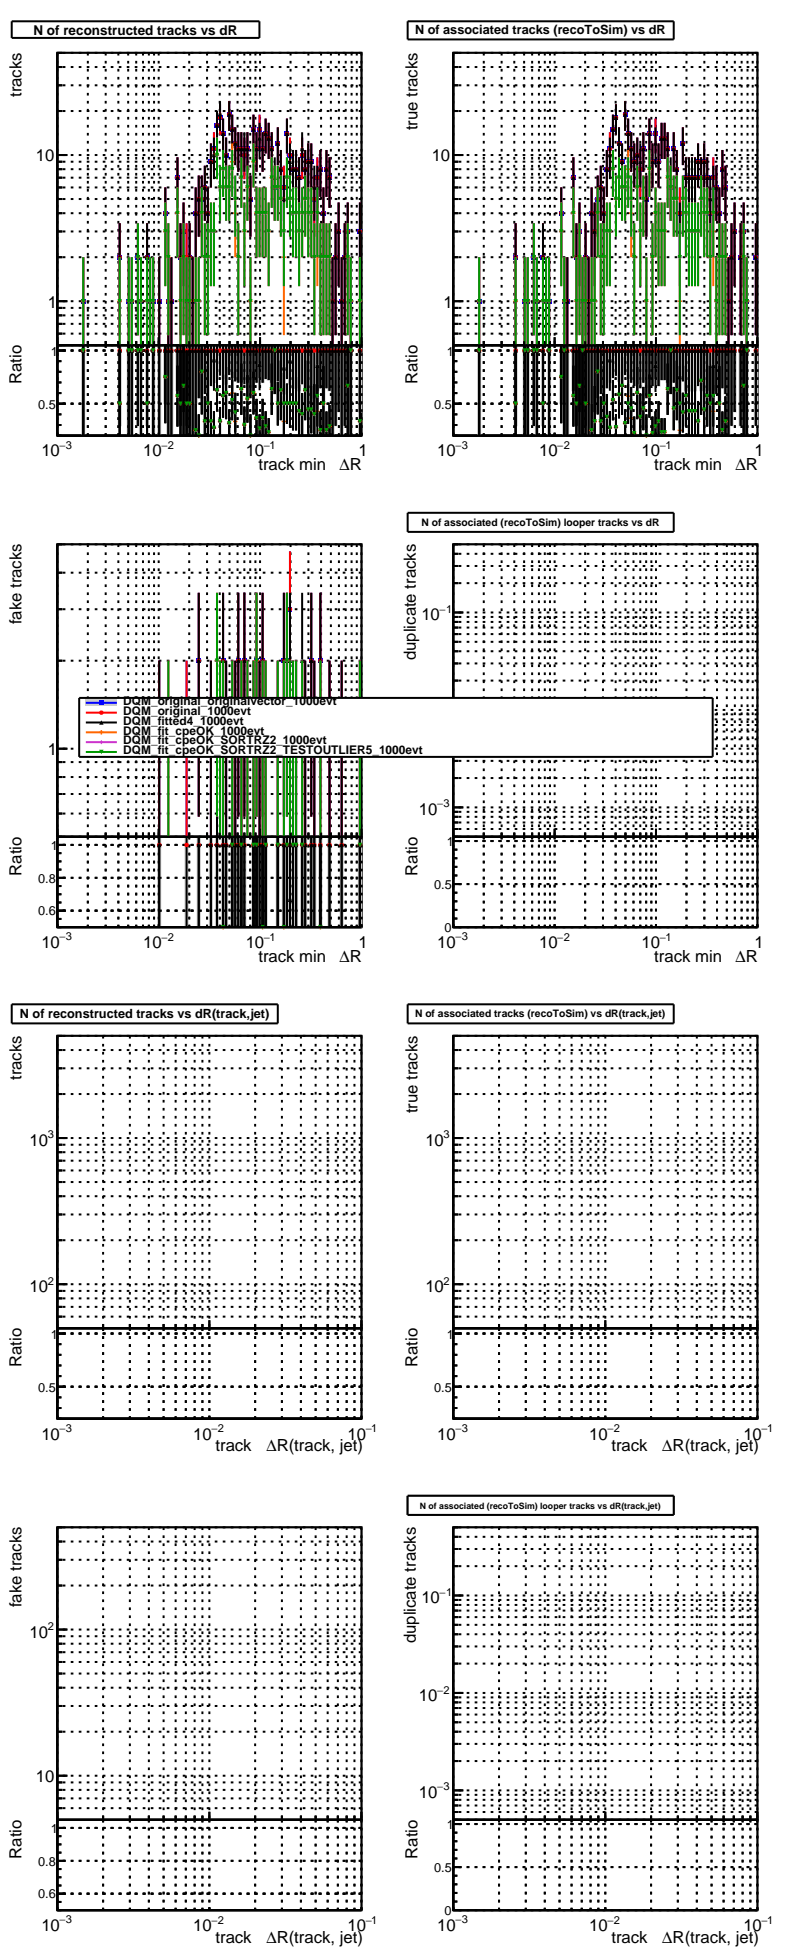 N of reconstructed tracks vs dR
N of associated tracks (recoToSim) vs dR
tracks
10
1
Ratio
1
0.5
10−3
10−2
10−1
1
track min ΔR
true tracks
10
1
Ratio
1
0.5
10−3
10−2
10−1
1
track min ΔR
N of associated (recoToSim) looper tracks vs dR
fake tracks
1
Ratio
1
0.8
0.6
10−3
10−2
10−1
1
track min ΔR
duplicate tracks
10−1
10−3
Ratio
1
0.5
0
10−3
10−2
10−1
1
track min ΔR
DQM_original_originalvector_1000evt
DQM_original_1000evt
DQM_fitted4_1000evt
DQM_fit_cpeOK_1000evt
DQM_fit_cpeOK_SORTRZ2_1000evt
DQM_fit_cpeOK_SORTRZ2_TESTOUTLIER5_1000evt
N of reconstructed tracks vs dR(track,jet)
N of associated tracks (recoToSim) vs dR(track,jet)
tracks
103
102
Ratio
1
0.5
10−3
10−2
10−1
track ΔR(track, jet)
true tracks
103
102
Ratio
1
0.5
10−3
10−2
10−1
track ΔR(track, jet)
N of associated (recoToSim) looper tracks vs dR(track,jet)
fake tracks
102
10
Ratio
1
0.8
0.6
10−3
10−2
10−1
track ΔR(track, jet)
duplicate tracks
10−1
10−2
10−3
Ratio
1
0.5
0
10−3
10−2
10−1
track ΔR(track, jet)